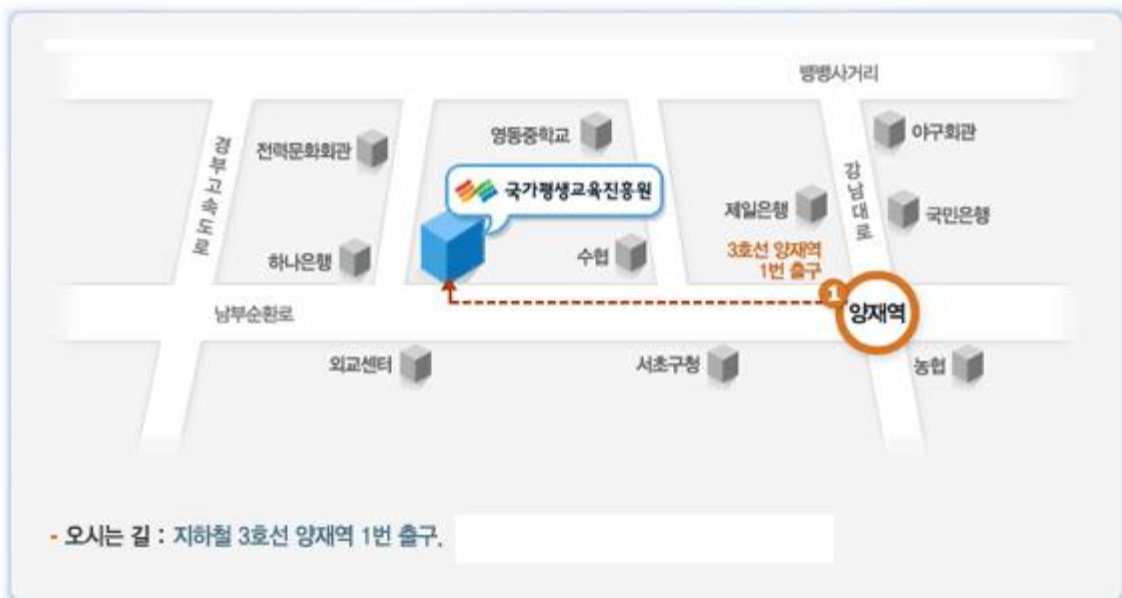 뱅뱅사거리
경부고속도로
전력문화회관
영동중학교
야구회관
강남대로
국가평생교육진흥원
제일은행
국민은행
하나은행
수협
3호선 양재역
1번 출구
1
양재역
남부순환로
외교센터
서초구청
농협
- 오시는 길 : 지하철 3호선 양재역 1번 출구.